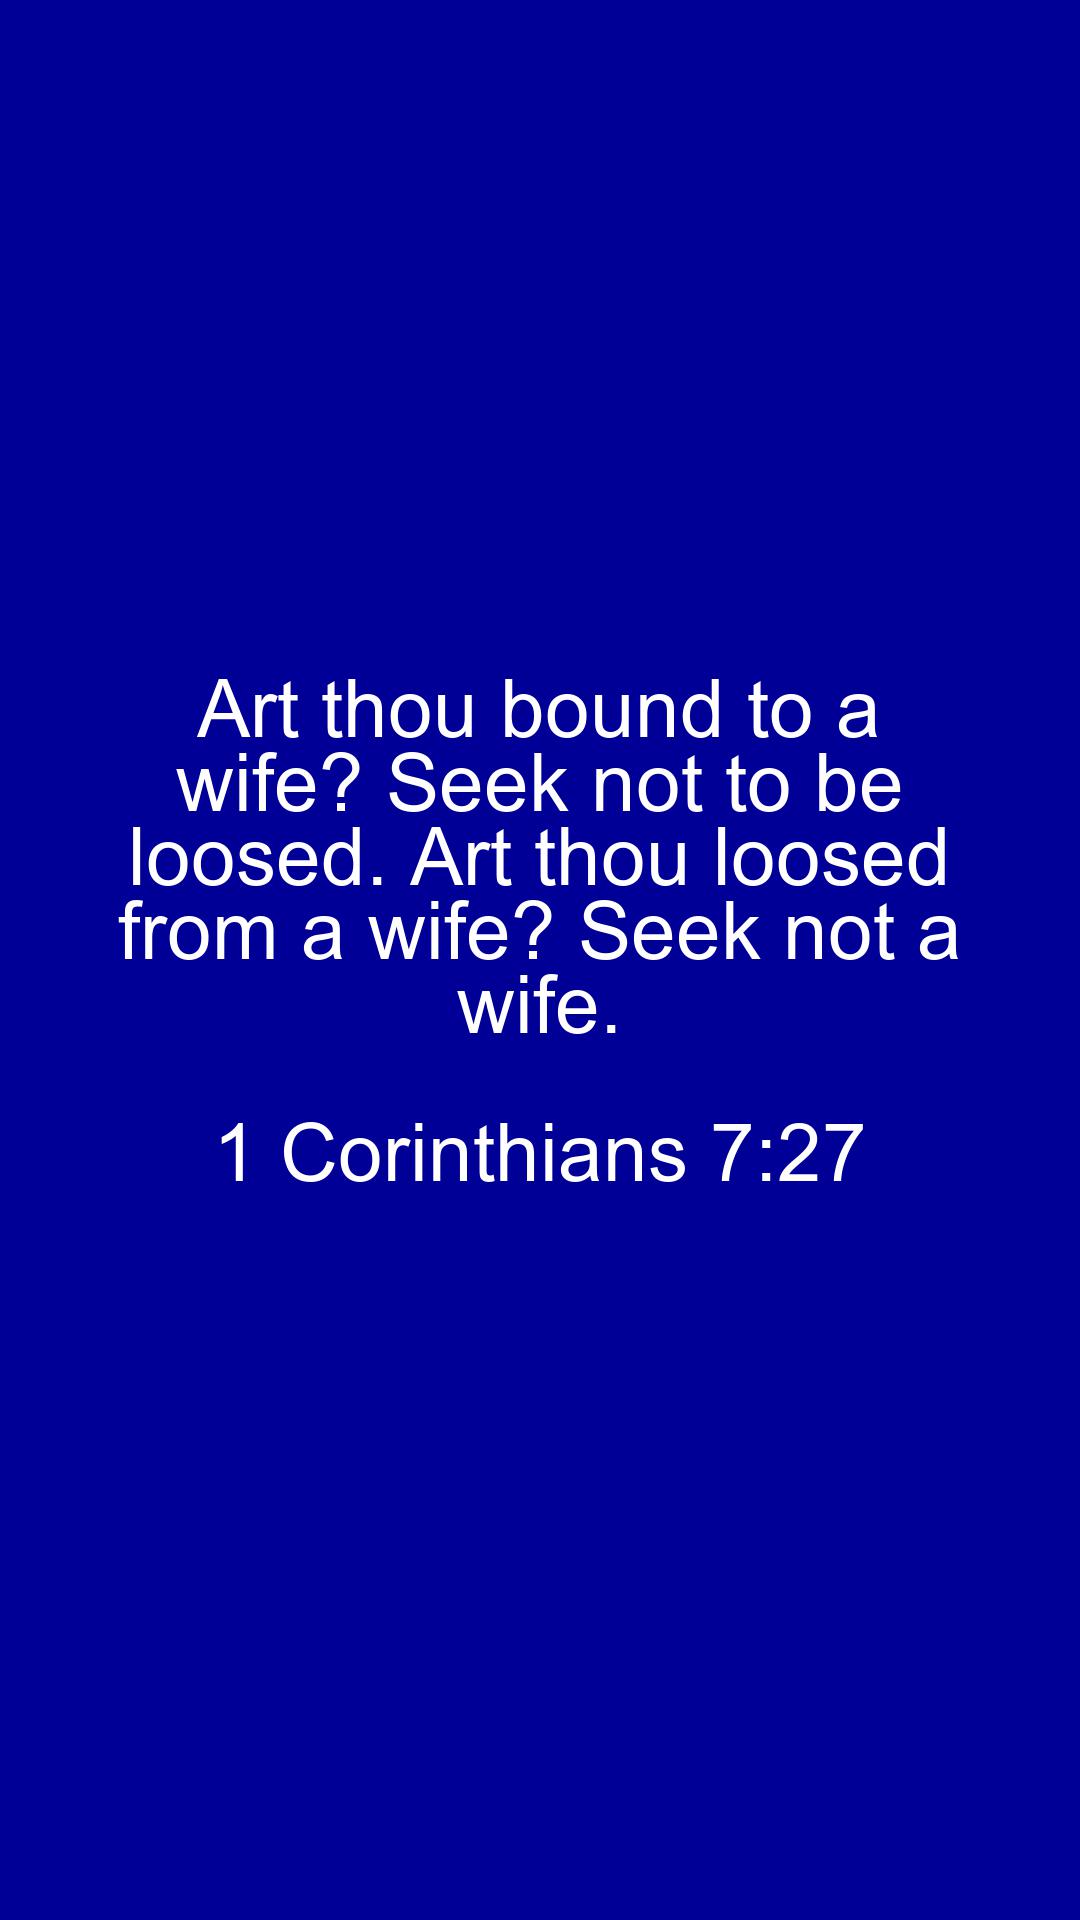 Art thou bound to a
wife? Seek not to be
loosed. Art thou loosed
from a wife? Seek not a
wife.
1 Corinthians 7:27